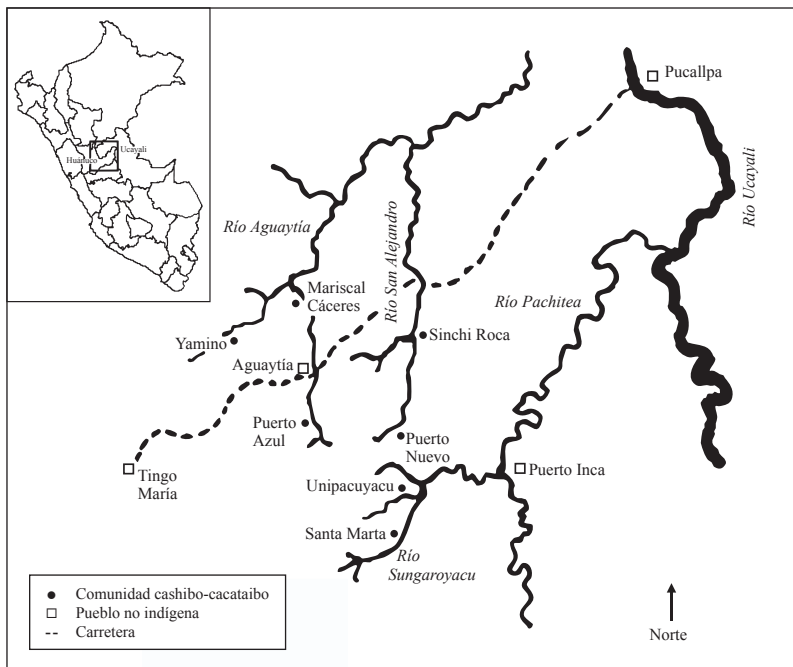 Ucayali
Huánuco
Pucallpa
Río Ucayali
Río Aguaytía
Río San Alejandro
Mariscal
Cáceres
Río Pachitea
Yamino
Sinchi Roca
Aguaytía
Puerto
Azul
Puerto
Nuevo
Tingo
María
Puerto Inca
Unipacuyacu
Santa Marta
Río
Sungaroyacu
Comunidad cashibo-cacataibo
Pueblo no indígena
Carretera
Norte